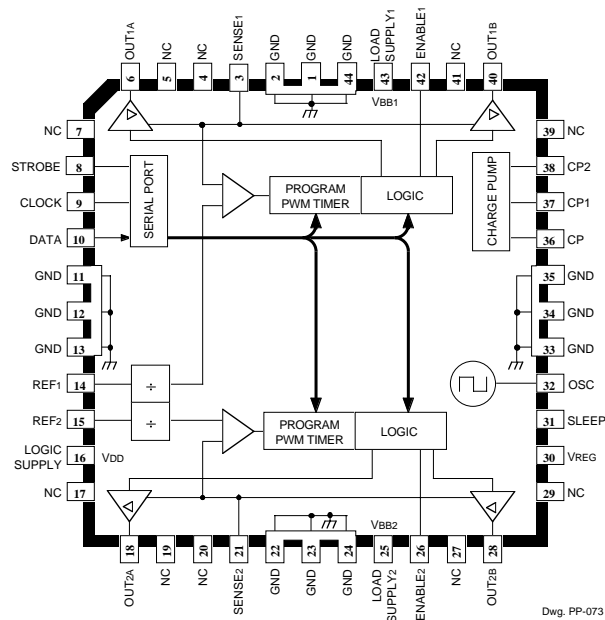 OUT1A
NC
NC
SENSE1
GND
GND
GND
LOAD
SUPPLY1
ENABLE1
NC
OUT1B
6
5
4
3
2
1
44
43
42
41
40
VBB1
NC 7
STROBE 8
CLOCK 9
DATA 10
GND 11
GND 12
GND 13
REF1 14
REF2 15
LOGIC
SUPPLY 16 VDD
NC 17
SERIAL PORT
PROGRAM
PWM TIMER
LOGIC
CHARGE PUMP
39 NC
38 CP2
37 CP1
36 CP
35 GND
34 GND
33 GND
32 OSC
31 SLEEP
30 VREG
29 NC
÷
÷
PROGRAM
PWM TIMER
LOGIC
VBB2
18
19
20
21
22
23
24
25
26
27
28
OUT2A
NC
NC
SENSE2
GND
GND
GND
LOAD
SUPPLY2
ENABLE2
NC
OUT2B
Dwg. PP-073